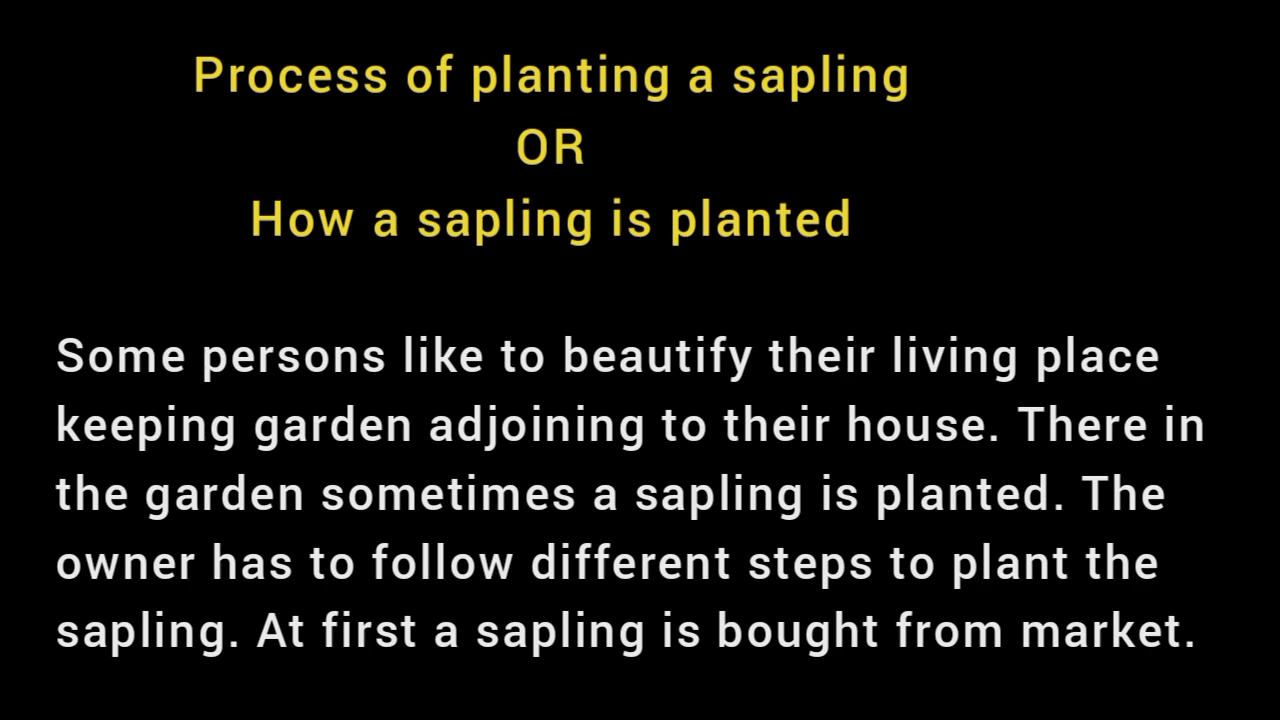 Process of planting a sapling
OR
How a sapling is planted
Some persons like to beautify their living place
keeping garden adjoining to their house. There in
the garden sometimes a sapling is planted. The
owner has to follow different steps to plant the
sapling. At first a sapling is bought from market.